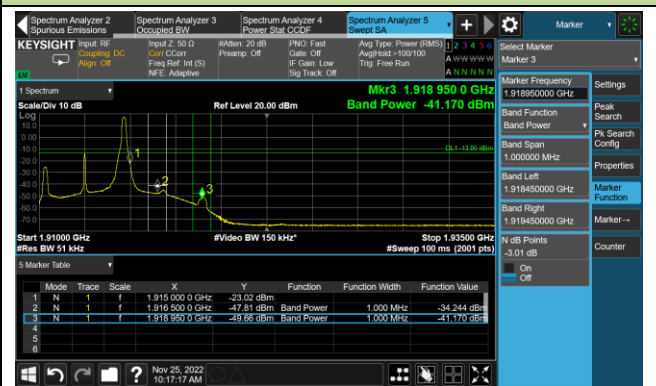 Spectrum Analyzer 2
Spurious Emissions
Spectrum Analyzer 3
Occupied BW
Spectrum Analyzer 4
Power Stat CCDF
Spectrum Analyzer 5
Swept SA
+
Marker
KEYSIGHT
Input: RF
Coupling: DC
Align: Off
Input Z: 50 Ω
Corr CCorr
Freq Ref: Int (S)
NFE: Adaptive
#Atten: 20 dB
Preamp: Off
PNO: Fast
Gate: Off
IF Gain: Low
Sig Track: Off
Avg Type: Power (RMS)
Avg|Hold:>100/100
Trig: Free Run
1 2 3 4 5 6
A W W W W W
A N N N N N
Select Marker
Marker 3
1 Spectrum
Scale/Div 10 dB
Ref Level 20.00 dBm
Mkr3 1.918 950 0 GHz
Band Power -41.170 dBm
Log
10.0
0.00
-10.0
-20.0
-30.0
-40.0
-50.0
-60.0
-70.0
DL1 -13.00 dBm
1
2
3
Start 1.91000 GHz
#Res BW 51 kHz
#Video BW 150 kHz*
Stop 1.93500 GHz
#Sweep 100 ms (2001 pts)
5 Marker Table
Mode Trace Scale X Y Function Function Width Function Value
1 N 1 f 1.915 000 0 GHz -23.02 dBm
2 N 1 f 1.916 500 0 GHz -47.81 dBm Band Power 1.000 MHz -34.244 dBm
3 N 1 f 1.918 950 0 GHz -49.66 dBm Band Power 1.000 MHz -41.170 dBm
4
5
6
Marker Frequency
1.918950000 GHz
Band Function
Band Power
Band Span
1.000000 MHz
Band Left
1.918450000 GHz
Band Right
1.919450000 GHz
N dB Points
-3.01 dB
On
Off
Settings
Peak
Search
Pk Search
Config
Properties
Marker
Function
Marker→
Counter
?
Nov 25, 2022
10:17:17 AM